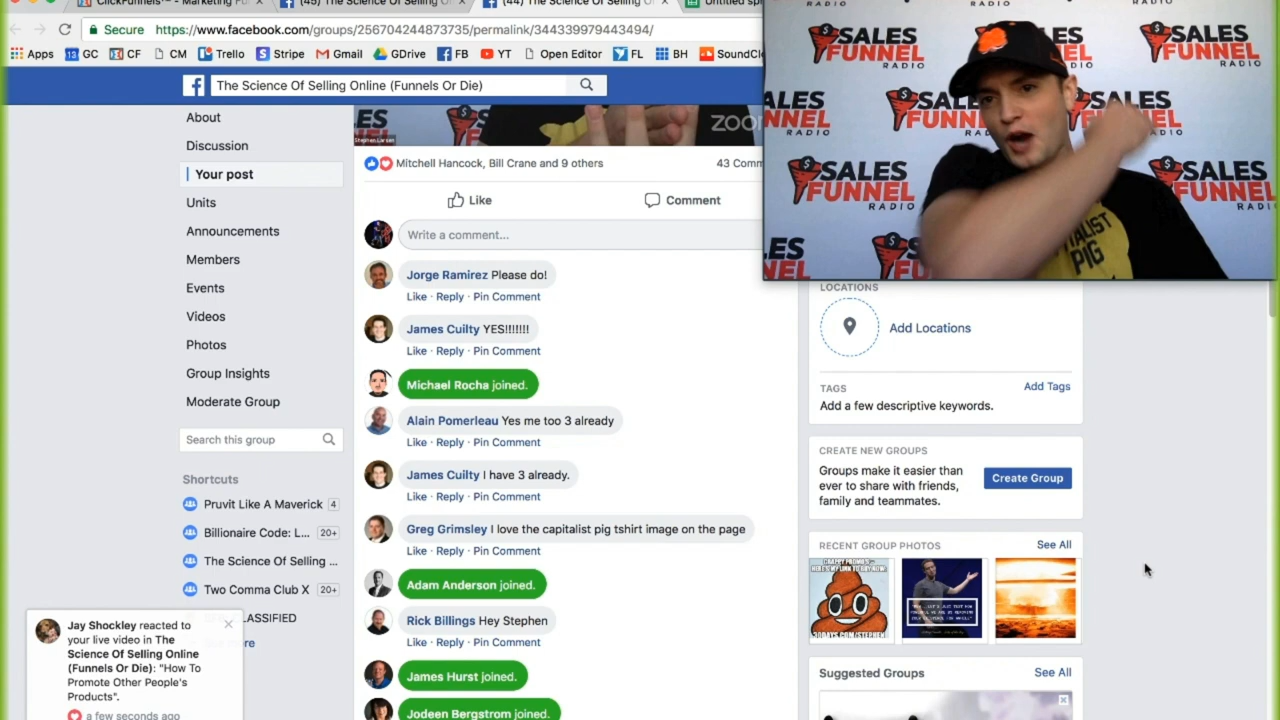 ClickFunnels™ - Marketing Fu
(45) The Science Of Selling O
(44) The Science Of Selling O
Untitled sp
Secure https://www.facebook.com/groups/256704244873735/permalink/344339979443494/
Apps GC CF CM Trello Stripe Gmail GDrive FB YT Open Editor FL BH SoundCl
The Science Of Selling Online (Funnels Or Die)
About
Discussion
Your post
Units
Announcements
Members
Events
Videos
Photos
Group Insights
Moderate Group
Search this group
Shortcuts
Pruvit Like A Maverick 4
Billionaire Code: L... 20+
The Science Of Selling ...
Two Comma Club X 20+
ASSIFIED
Jay Shockley reacted to
your live video in The
Science Of Selling Online
(Funnels Or Die): "How To
Promote Other People's
Products".
a few seconds ago
zoo
Mitchell Hancock, Bill Crane and 9 others 43 Comm
Like Comment
Write a comment...
Jorge Ramirez Please do!
Like · Reply · Pin Comment
James Cuilty YES!!!!!!!
Like · Reply · Pin Comment
Michael Rocha joined.
Alain Pomerleau Yes me too 3 already
Like · Reply · Pin Comment
James Cuilty I have 3 already.
Like · Reply · Pin Comment
Greg Grimsley I love the capitalist pig tshirt image on the page
Like · Reply · Pin Comment
Adam Anderson joined.
Rick Billings Hey Stephen
Like · Reply · Pin Comment
James Hurst joined.
Jodeen Bergstrom joined.
SALES
FUNNEL
RADIO
TALIST
PIG
LOCATIONS
Add Locations
TAGS
Add Tags
Add a few descriptive keywords.
CREATE NEW GROUPS
Groups make it easier than
ever to share with friends,
family and teammates.
Create Group
RECENT GROUP PHOTOS
See All
Suggested Groups
See All